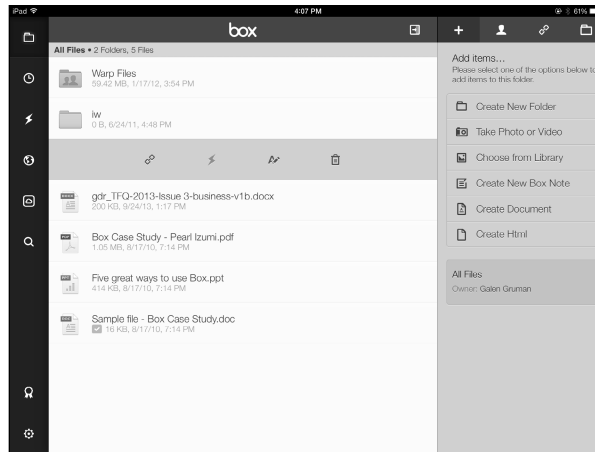 iPad 4:07 PM 61%
box
All Files • 2 Folders, 5 Files
Warp Files
59.42 MB, 1/17/12, 3:54 PM
iw
0 B, 6/24/11, 4:48 PM
gdr_TFQ-2013-Issue 3-business-v1b.docx
200 KB, 9/24/13, 1:17 PM
Box Case Study - Pearl Izumi.pdf
1.05 MB, 8/17/10, 7:14 PM
Five great ways to use Box.ppt
414 KB, 8/17/10, 7:14 PM
Sample file - Box Case Study.doc
16 KB, 8/17/10, 7:14 PM
Add items...
Please select one of the options below to
add items to this folder.
Create New Folder
Take Photo or Video
Choose from Library
Create New Box Note
Create Document
Create Html
All Files
Owner: Galen Gruman